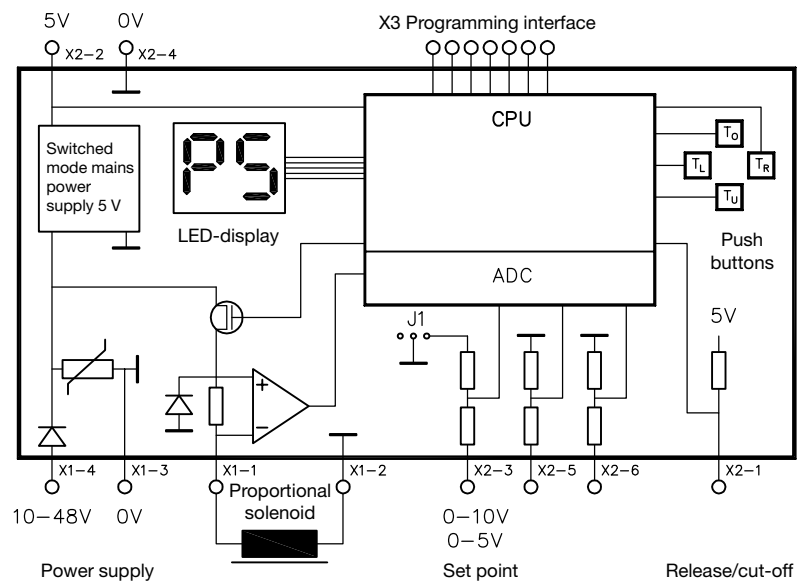 5V
0V
X3 Programming interface
X2-2
X2-4
CPU
Switched
mode mains
power
supply 5 V
P5
LED-display
TO
TL
TR
TU
Push
buttons
ADC
J1
5V
+
−
X1-4
X1-3
X1-1
X1-2
X2-3
X2-5
X2-6
X2-1
10-48V
0V
Proportional
solenoid
0-10V
0-5V
Power supply
Set point
Release/cut-off